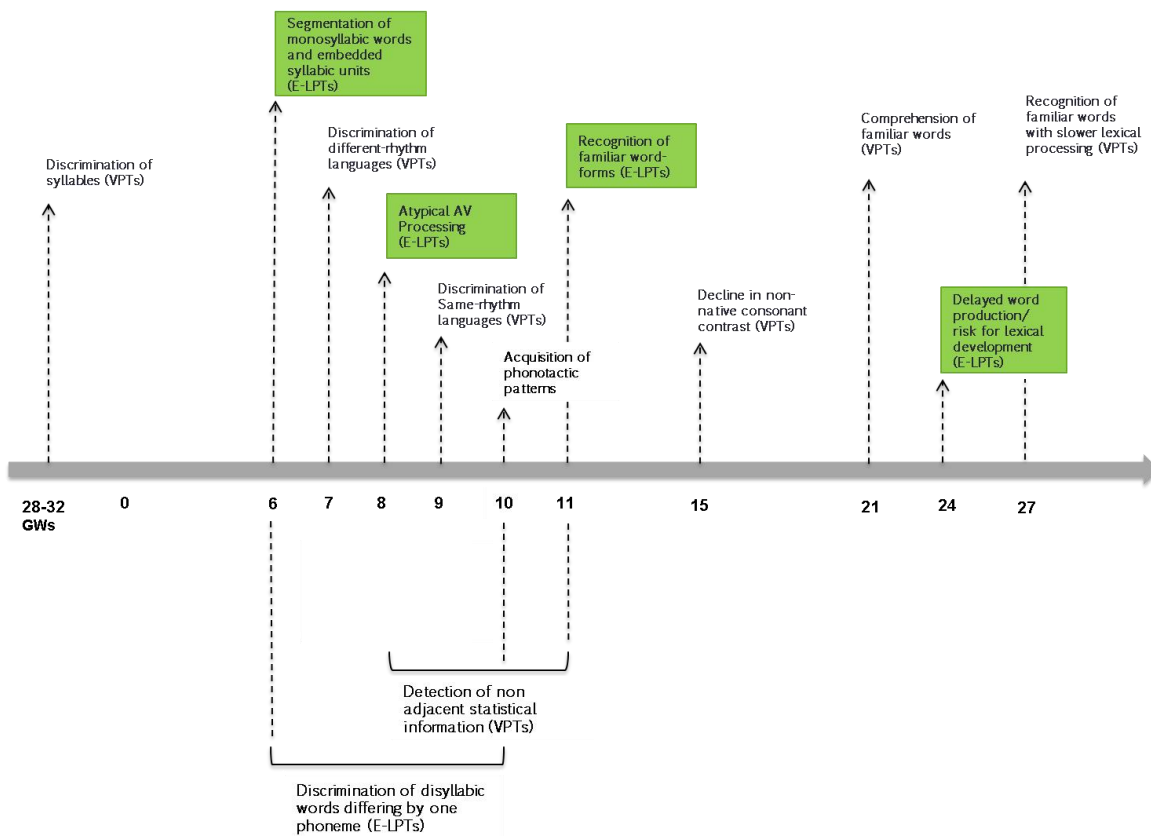 Segmentation of
monosyllabic words
and embedded
syllabic units
(E-LPTs)
Discrimination of
syllables (VPTs)
Discrimination of
different-rhythm
languages (VPTs)
Atypical AV
Processing
(E-LPTs)
Discrimination of
Same-rhythm
languages (VPTs)
Acquisition of
phonotactic
patterns
Recognition of
familiar word-
forms (E-LPTs)
Decline in non-
native consonant
contrast (VPTs)
Comprehension of
familiar words
(VPTs)
Recognition of
familiar words
with slower lexical
processing (VPTs)
Delayed word
production/
risk for lexical
development
(E-LPTs)
28-32
GWs
0
6
7
8
9
10
11
15
21
24
27
Detection of non
adjacent statistical
information (VPTs)
Discrimination of disyllabic
words differing by one
phoneme (E-LPTs)